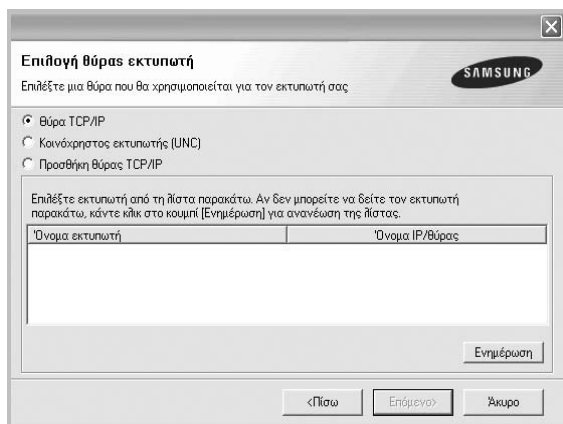 Επιλογή θύρας εκτυπωτή
Επιλέξτε μια θύρα που θα χρησιμοποιείται για τον εκτυπωτή σας
SAMSUNG
Θύρα TCP/IP
Κοινόχρηστος εκτυπωτής (UNC)
Προσθήκη θύρας TCP/IP
Επιλέξτε εκτυπωτή από τη λίστα παρακάτω. Αν δεν μπορείτε να δείτε τον εκτυπωτή
παρακάτω, κάντε κλικ στο κουμπί [Ενημέρωση] για ανανέωση της λίστας.
Όνομα εκτυπωτή Όνομα IP/θύρας
Ενημέρωση
<Πίσω Επόμενο> Άκυρο